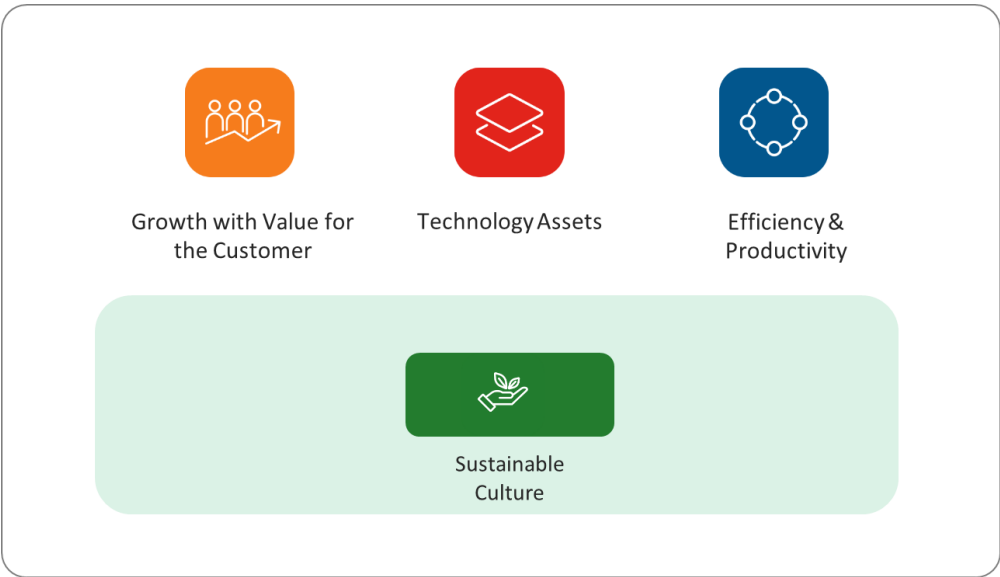 Growth with Value for
the Customer
Technology Assets
Efficiency &
Productivity
Sustainable
Culture